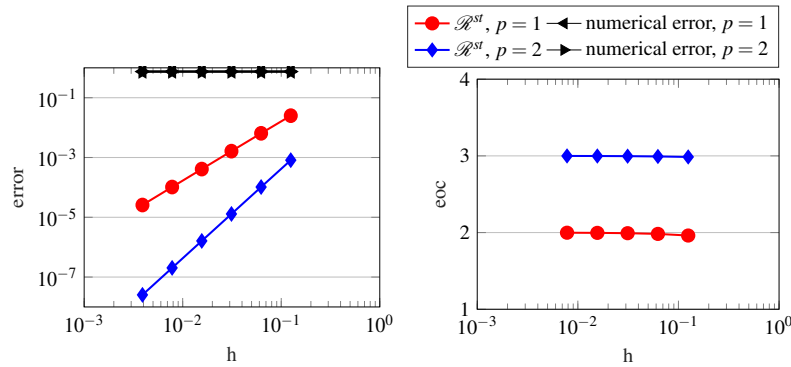 ℛ^st, p = 1 numerical error, p = 1
ℛ^st, p = 2 numerical error, p = 2
10^−1
10^−3
10^−5
10^−7
error
10^−3 10^−2 10^−1 10^0
h
4
3
2
1
eoc
10^−3 10^−2 10^−1 10^0
h